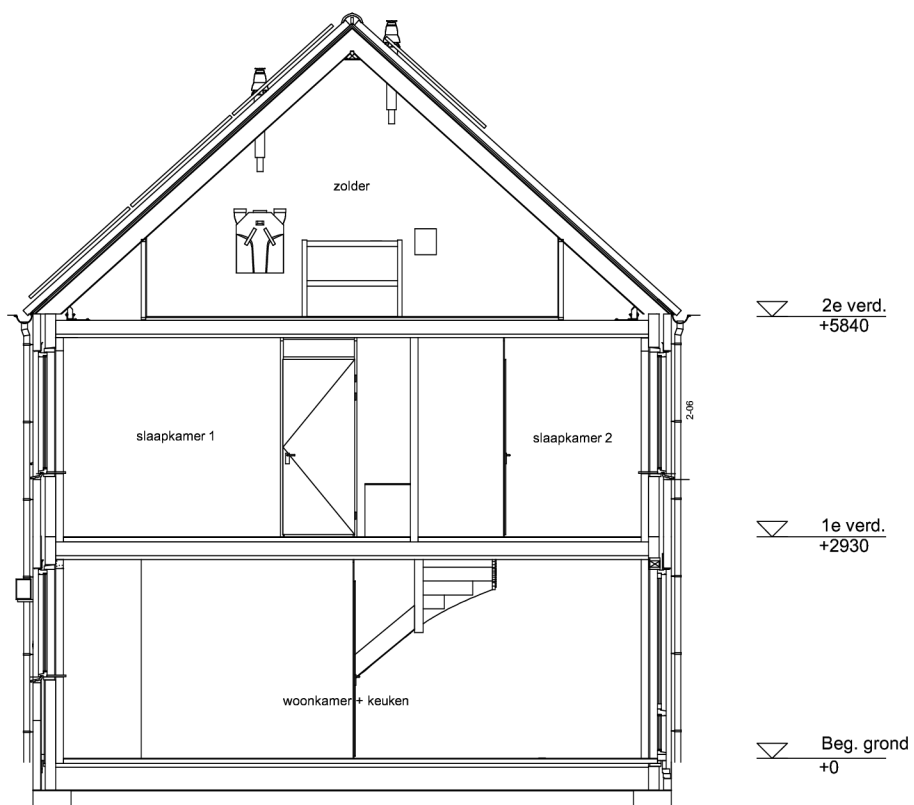 zolder
2e verd.
+5840
2-06
slaapkamer 1
slaapkamer 2
1e verd.
+2930
woonkamer + keuken
Beg. grond
+0